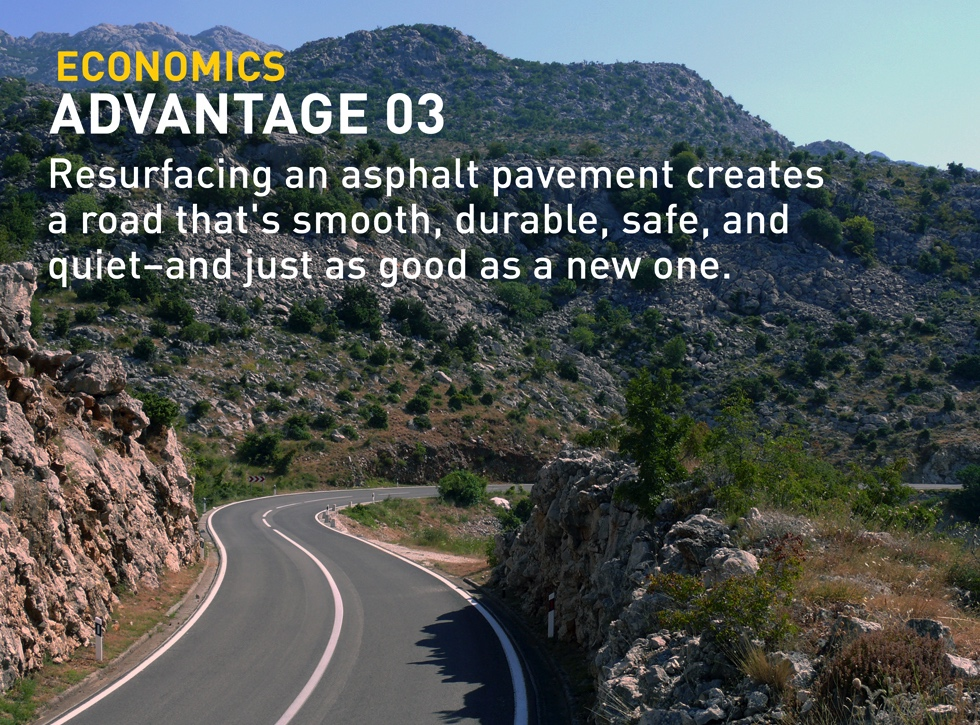 ECONOMICS
ADVANTAGE 03
Resurfacing an asphalt pavement creates
a road that's smooth, durable, safe, and
quiet–and just as good as a new one.